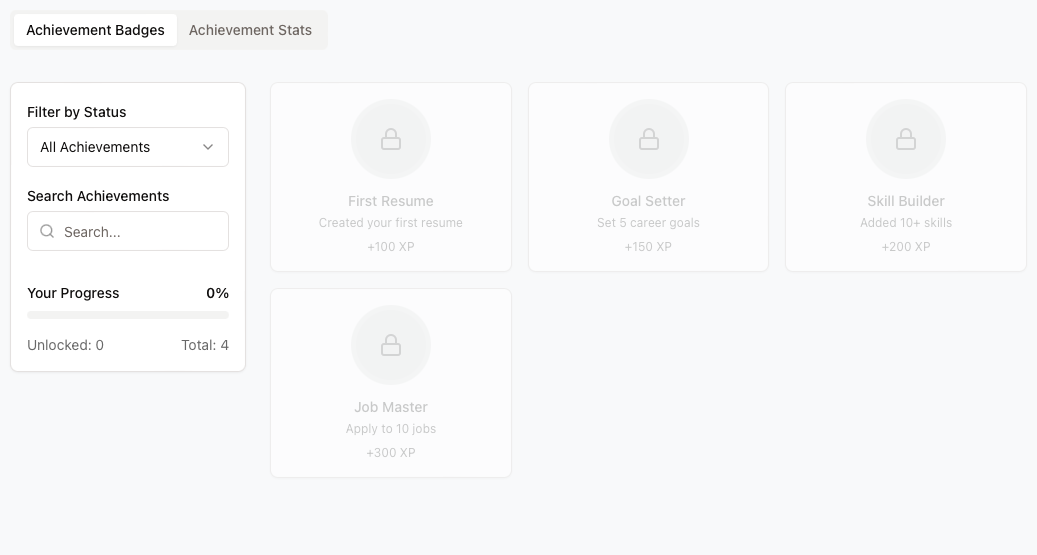 Achievement Badges
Achievement Stats
Filter by Status
All Achievements
Search Achievements
Search...
Your Progress
0%
Unlocked: 0
Total: 4
First Resume
Created your first resume
+100 XP
Goal Setter
Set 5 career goals
+150 XP
Skill Builder
Added 10+ skills
+200 XP
Job Master
Apply to 10 jobs
+300 XP